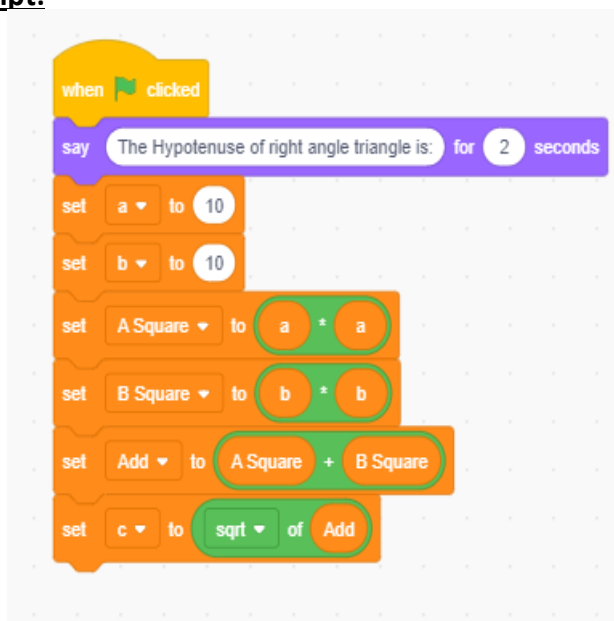 ipt:
when clicked
say The Hypotenuse of right angle triangle is: for 2 seconds
set a to 10
set b to 10
set A Square to a * a
set B Square to b * b
set Add to A Square + B Square
set c to sqrt of Add